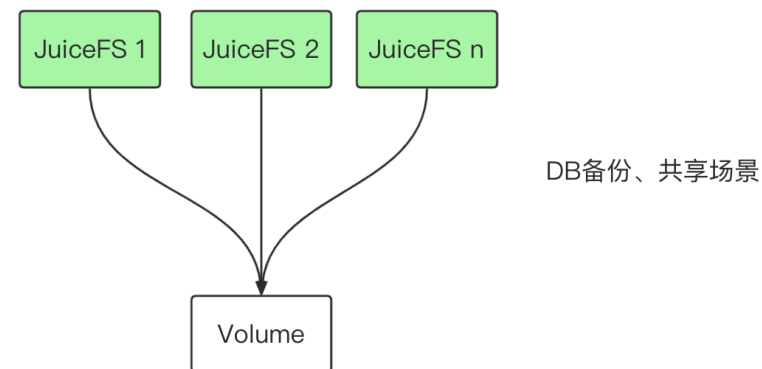 JuiceFS 1
JuiceFS 2
JuiceFS n
DB备份、共享场景
Volume